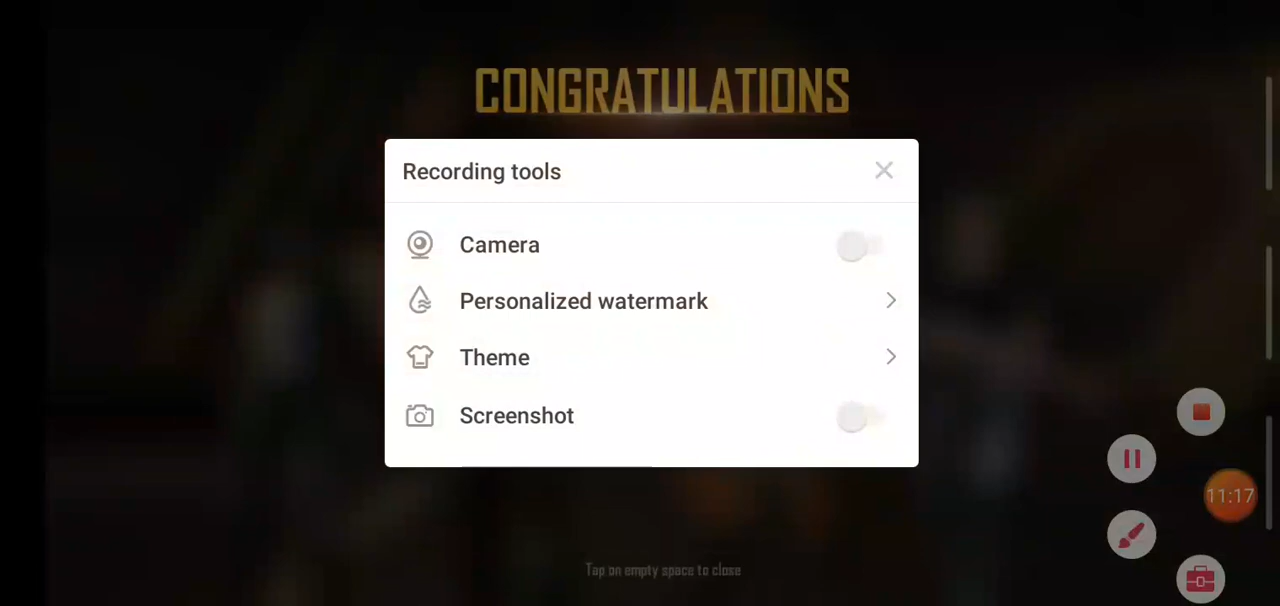 CONGRATULATIONS
Recording tools
Camera
Personalized watermark
Theme
Screenshot
11:17
Tap on empty space to close